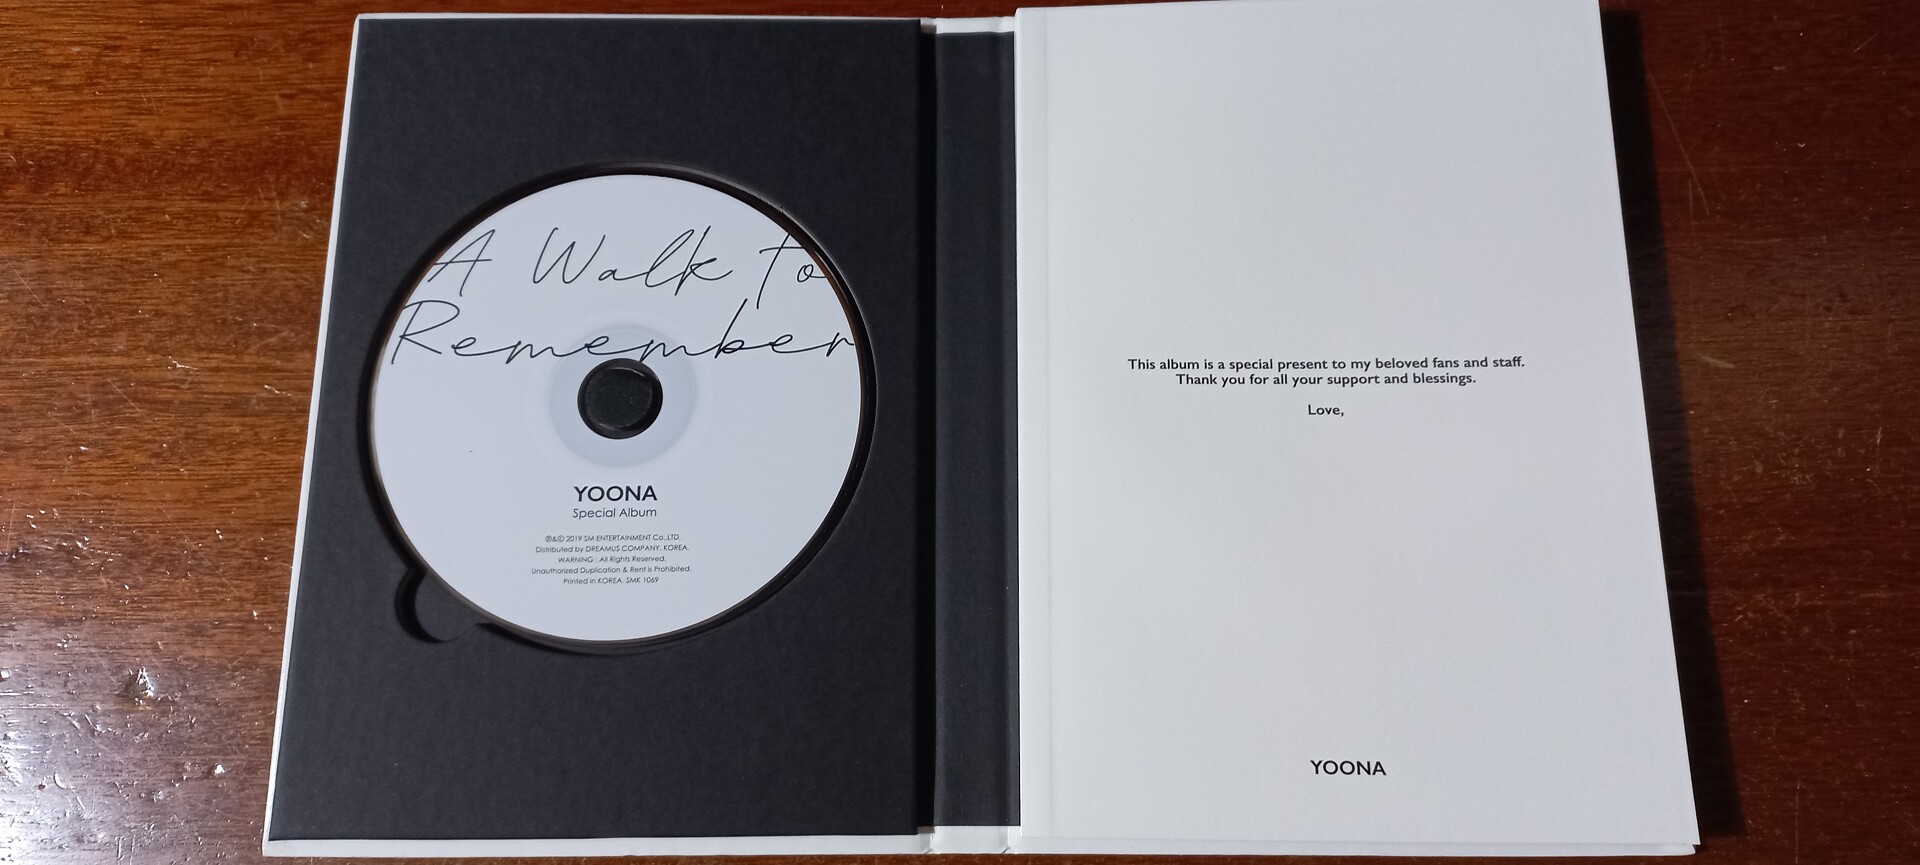 A Walk to
Remember
YOONA
Special Album
℗&© 2019 SM ENTERTAINMENT Co.,LTD.
Distributed by DREAMUS COMPANY. KOREA.
WARNING : All Rights Reserved.
Unauthorized Duplication & Rent is Prohibited.
Printed in KOREA. SMK 1069
This album is a special present to my beloved fans and staff.
Thank you for all your support and blessings.
Love,
YOONA